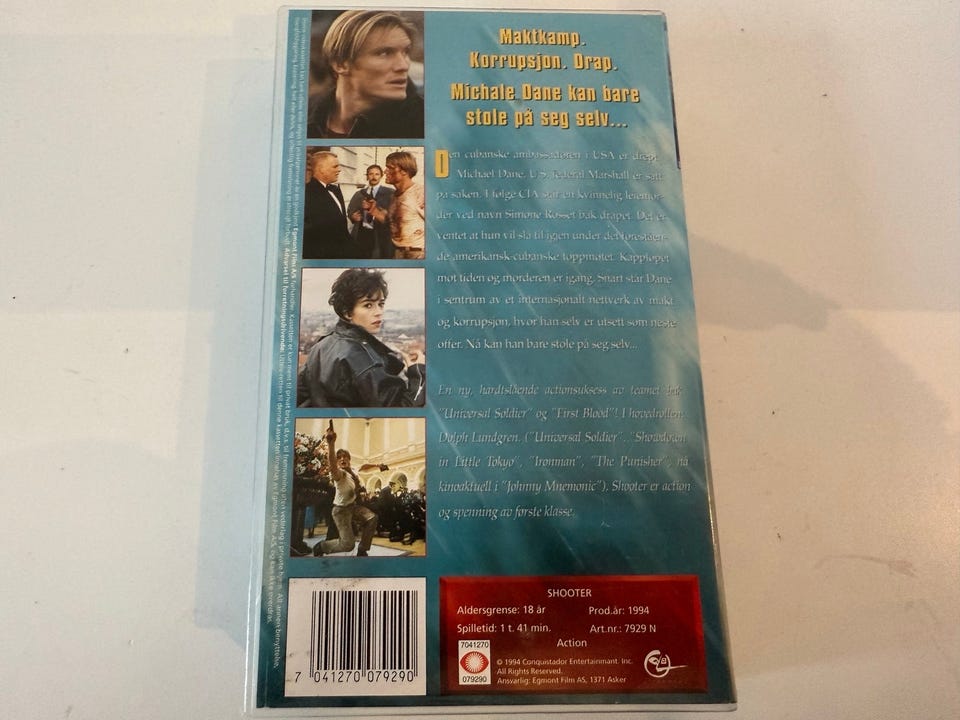 Maktkamp.
Korrupsjon. Drap.
Michale Dane kan bare
stole på seg selv...
Den cubanske ambassadøren i USA er drept.
Michael Dane, U.S. federal Marshall er satt
på saken. I følge CIA står en kvinnelig leiemor-
der ved navn Simone Rosset bak drapet. Det er
ventet at hun vil slå til igjen under det foreståen-
de amerikansk-cubanske toppmøtet. Kappløpet
mot tiden og morderen er igang. Snart står Dane
i sentrum av et internasjonalt nettverk av makt
og korrupsjon, hvor han selv er utsett som neste
offer. Nå kan han bare stole på seg selv...
En ny, hardtslående actionsuksess av teamet bak
"Universal Soldier" og "First Blood"! I hovedrollen:
Dolph Lundgren. ("Universal Soldier", "Showdown
in Little Tokyo", "Ironman", "The Punisher", nå
kinoaktuell i "Johnny Mnemonic"). Shooter er action
og spenning av første klasse.
SHOOTER
Aldersgrense: 18 år Prod.år: 1994
Spilletid: 1 t. 41 min. Art.nr.: 7929 N
Action
7041270
079290
© 1994 Conquistador Entertainmant. Inc.
All Rights Reserved.
Ansvarlig: Egmont Film AS, 1371 Asker
7 041270 079290